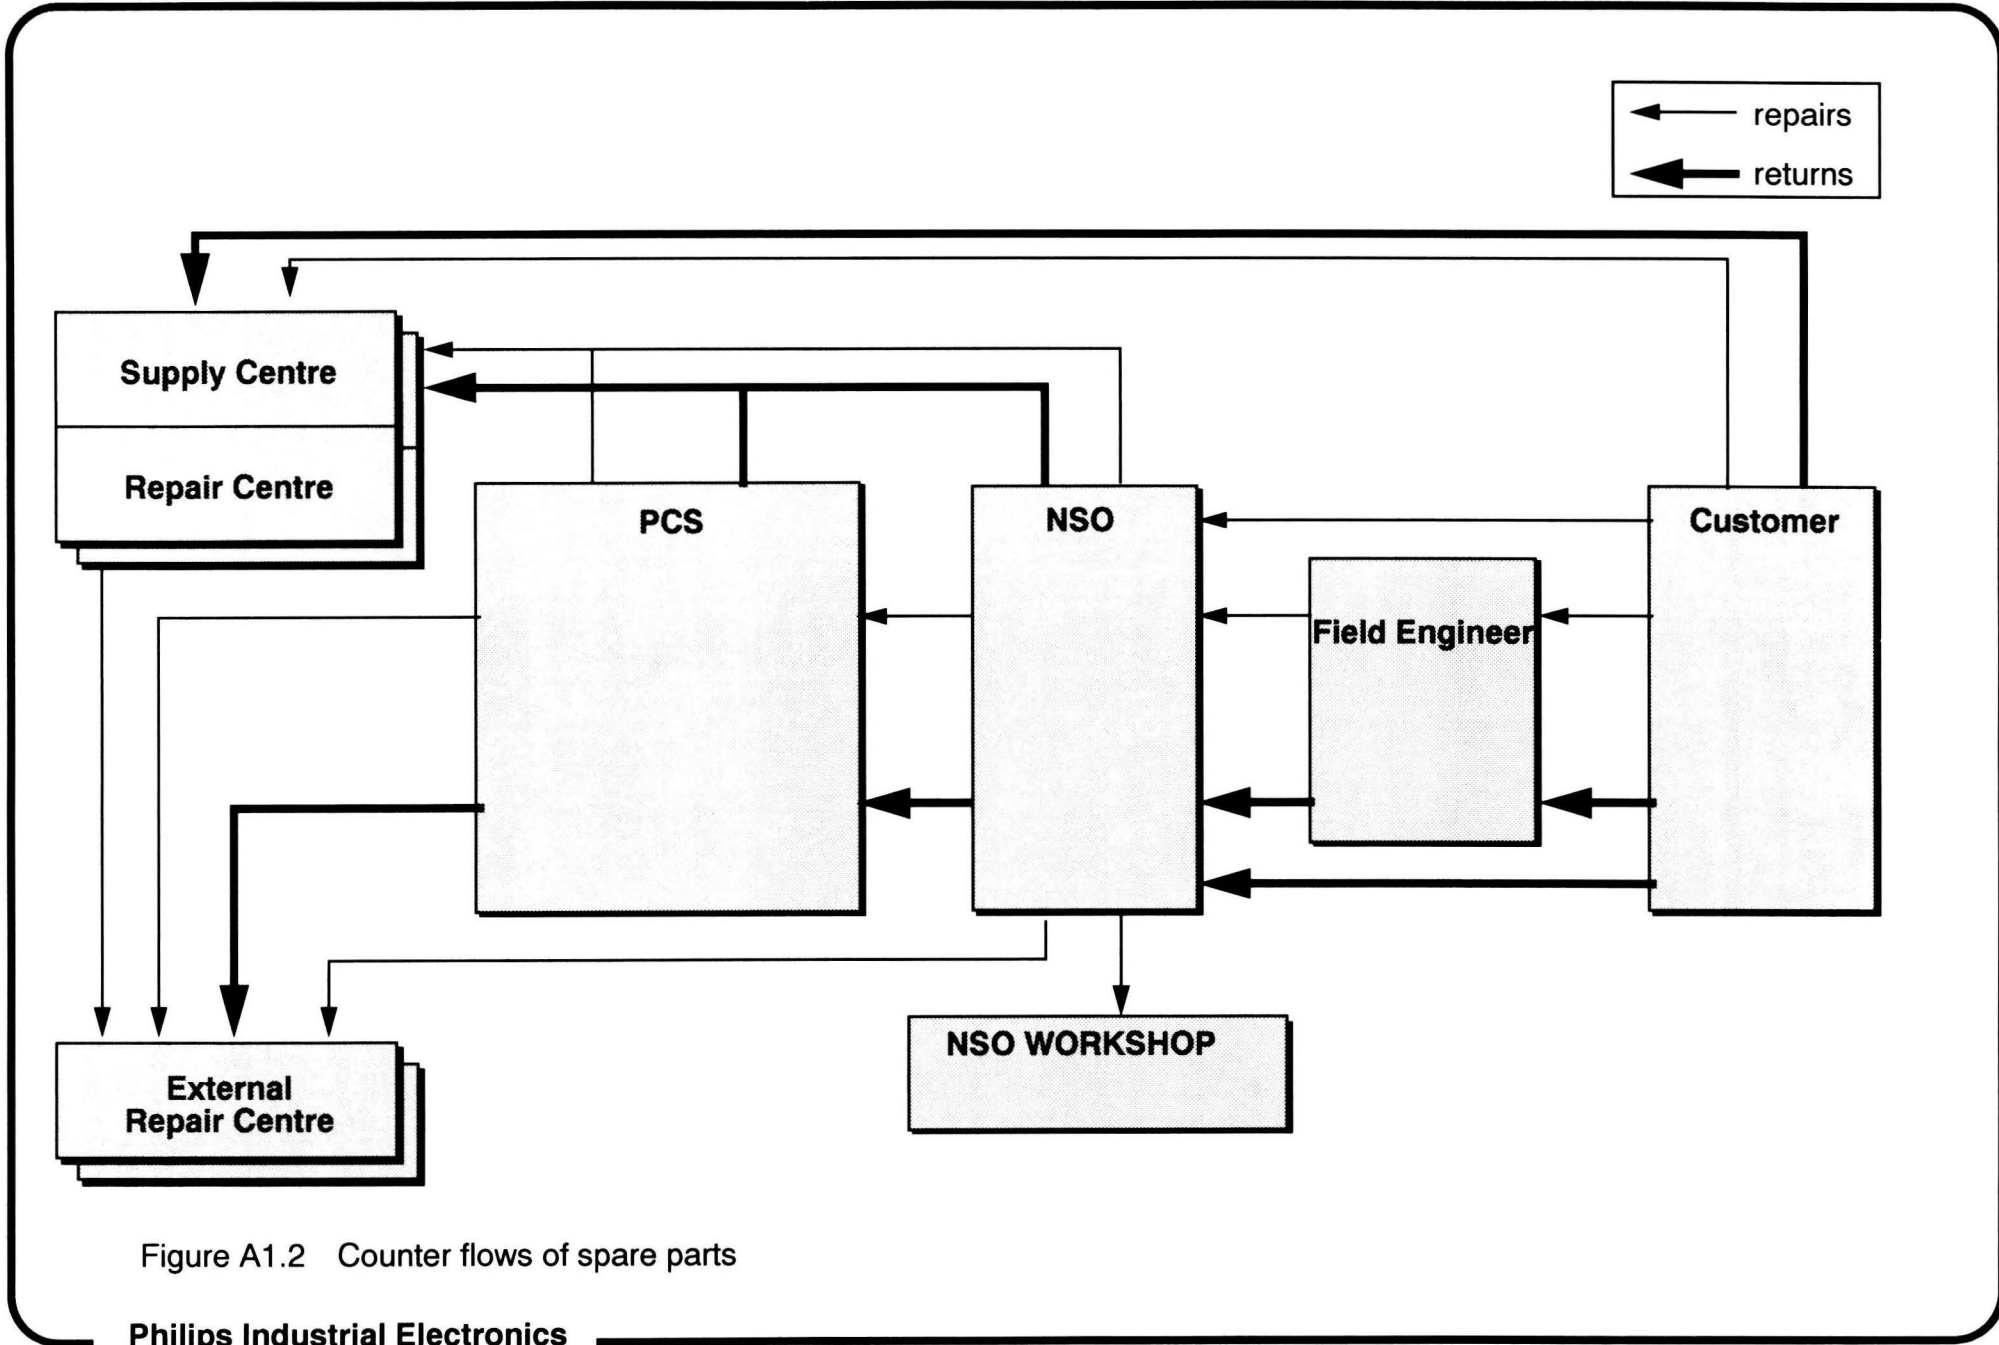 repairs
returns
Supply Centre
Repair Centre
PCS
NSO
Customer
Field Engineer
NSO WORKSHOP
External
Repair Centre
Figure A1.2 Counter flows of spare parts
Philips Industrial Electronics